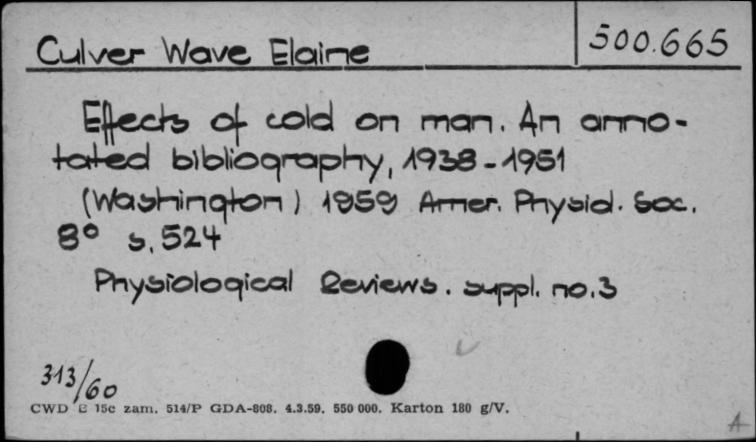 Culver Wave Elaine
500.665
Effects of cold on man. An anno-
tated bibliography, 1938-1951
(Washington) 1959 Amer. Physiol. Soc.
8° s. 524
Physiological Reviews. suppl. no.3
313/60
CWD E 15c zam. 514/P GDA-808. 4.3.59. 550 000. Karton 180 g/V.
A